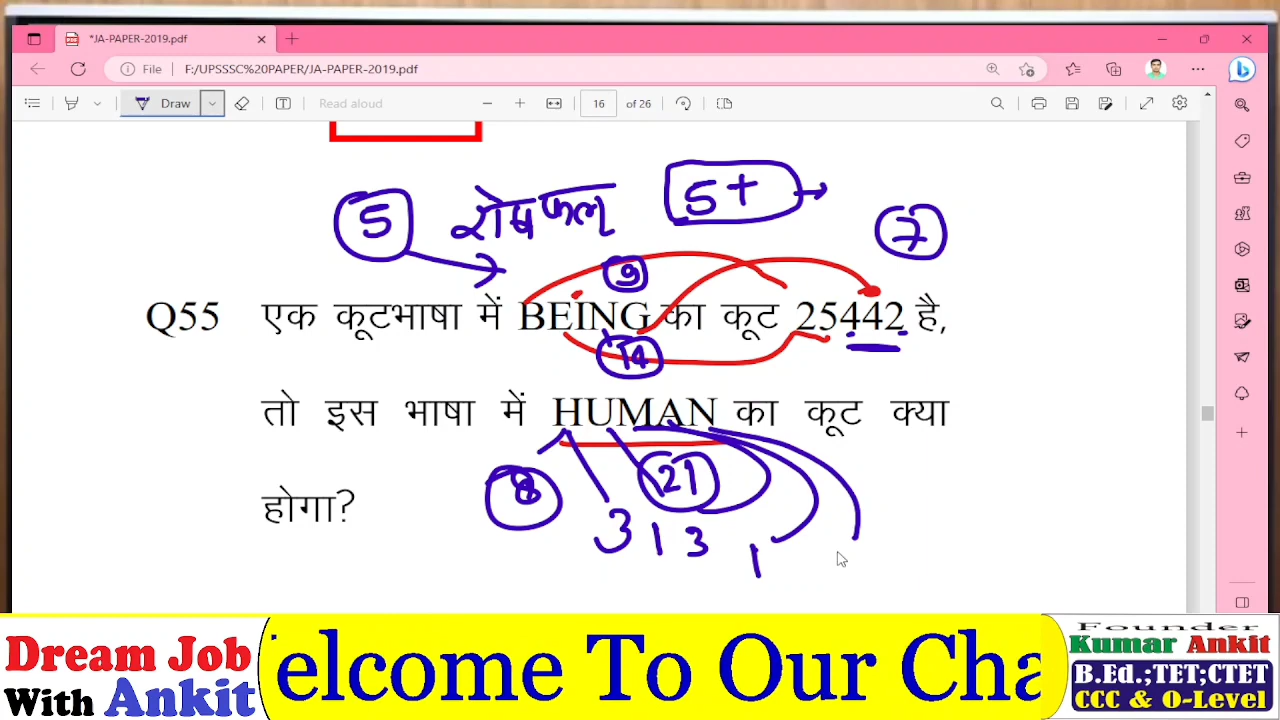 *JA-PAPER-2019.pdf
File F:/UPSSSC%20PAPER/JA-PAPER-2019.pdf
Draw Read aloud 16 of 26
5 शेषफल 5+ 7
9
Q55 एक कूटभाषा में BEING का कूट 25442 है,
14
तो इस भाषा में HUMAN का कूट क्या
8 21
होगा?
3 1 3 1
Dream Job With Ankit
elcome To Our Cha
Founder
Kumar Ankit
B.Ed.;TET;CTET
CCC & O-Level